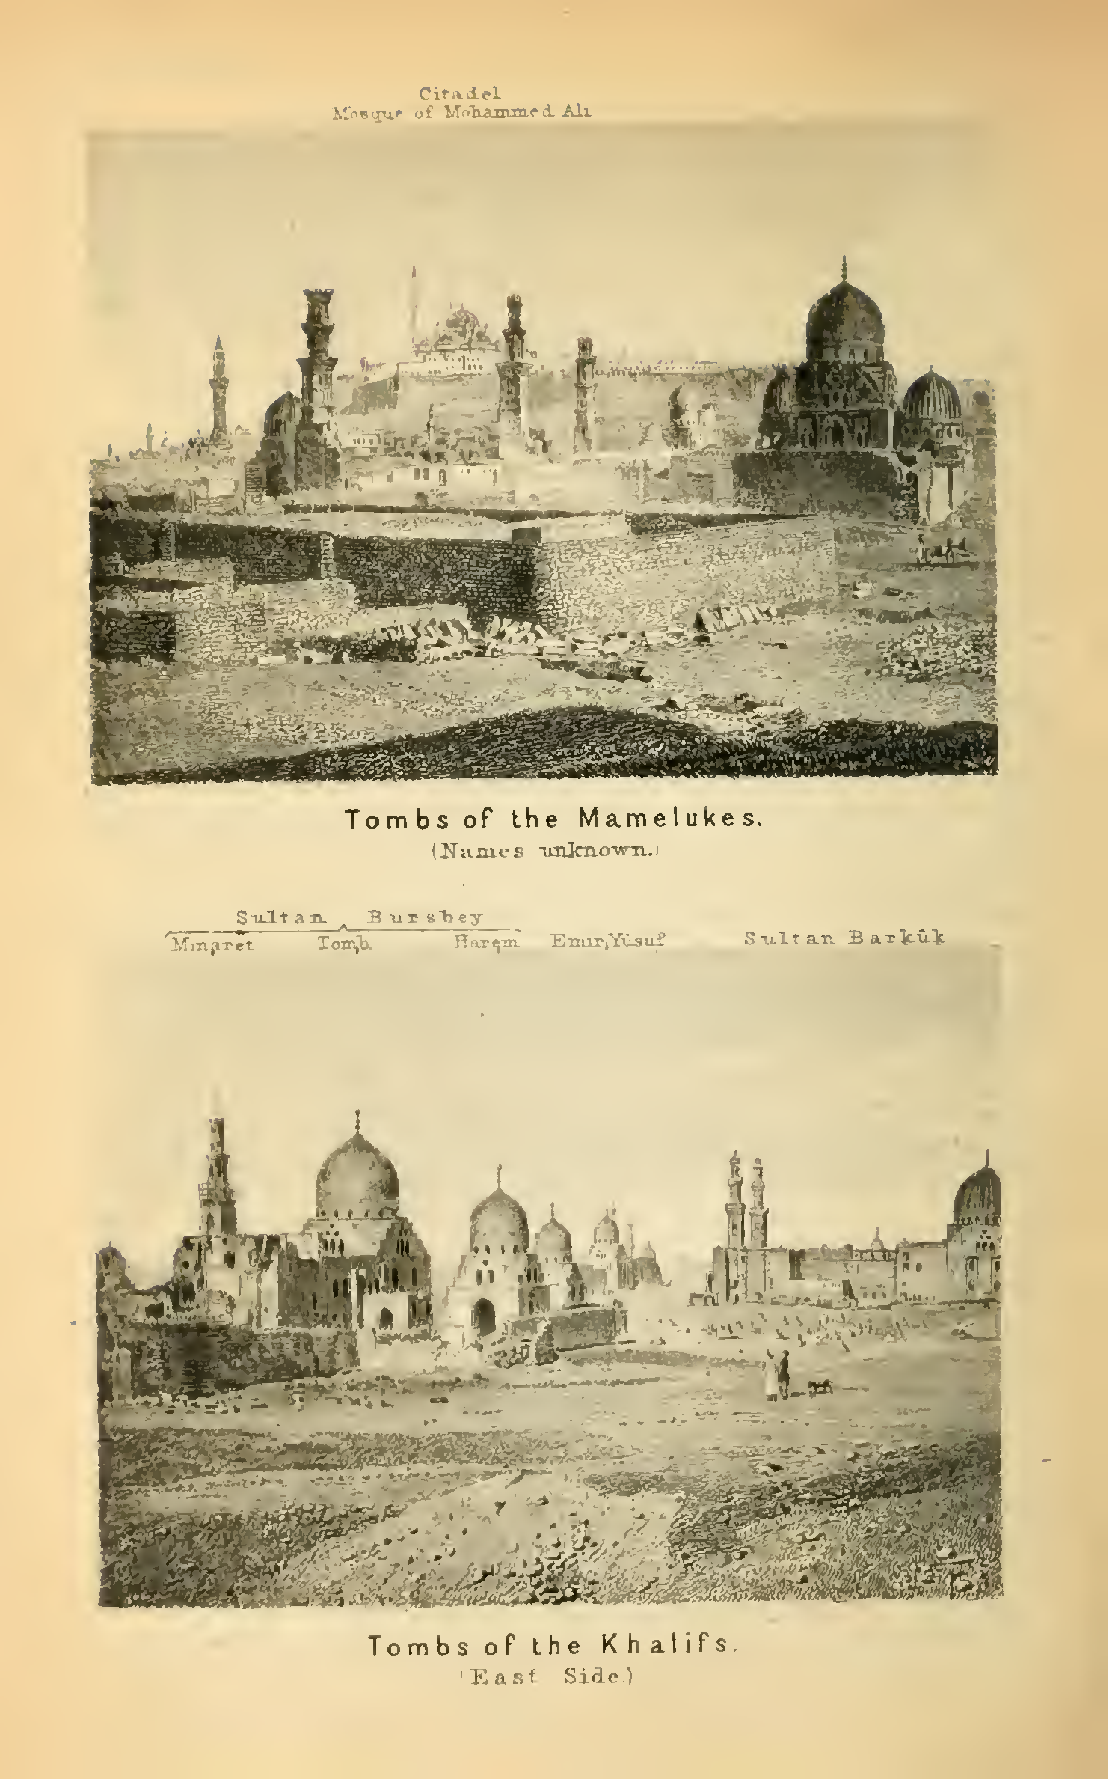 Citadel
Mosque of Mohammed Ali
Tombs of the Mamelukes.
(Names unknown.)
Sultan Bursbey
Minaret Tomb. Harem Emir Yusuf Sultan Barkûk
Tombs of the Khalifs.
(East Side.)